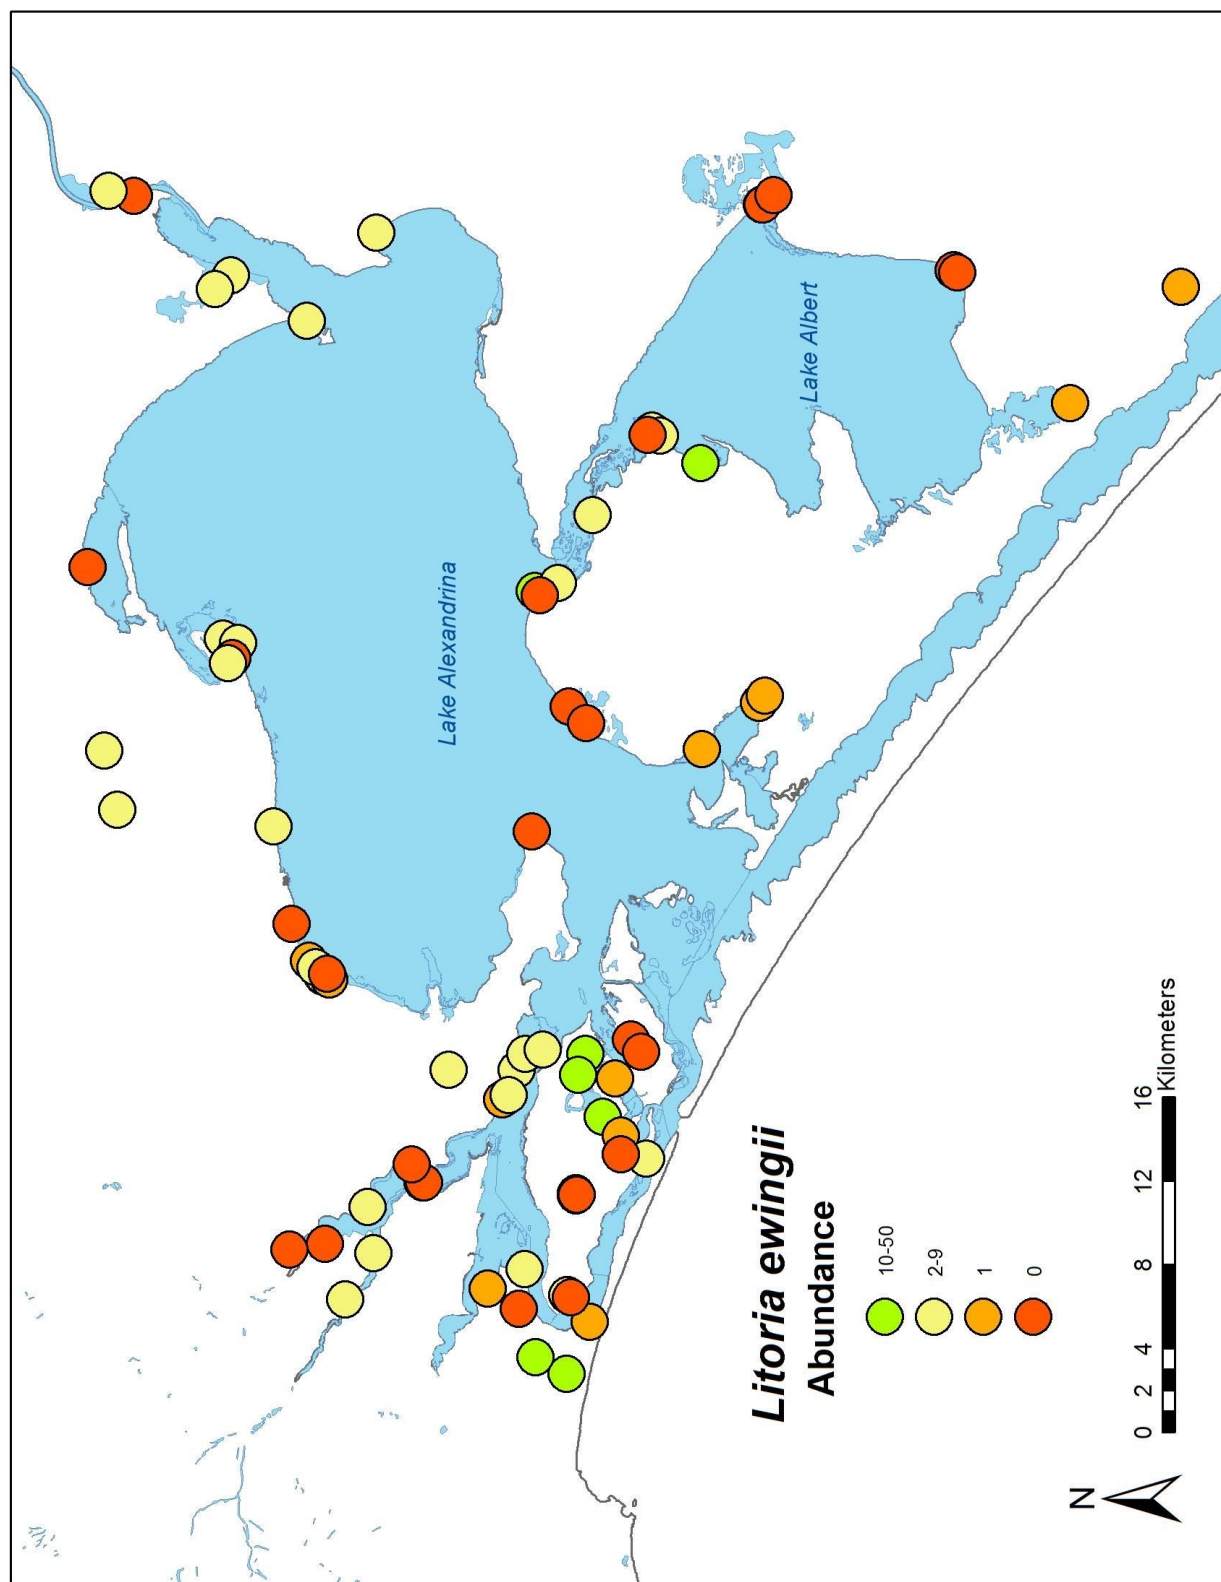 Lake Alexandrina
Lake Albert
Litoria ewingii
Abundance
10-50
2-9
1
0
N
0 2 4 8 12 16
Kilometers